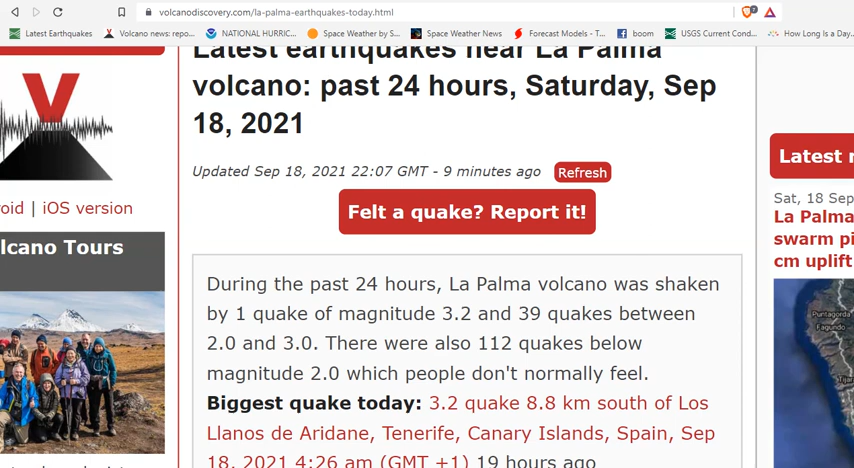 volcanodiscovery.com/la-palma-earthquakes-today.html
7
Latest Earthquakes
Volcano news: repo...
NATIONAL HURRIC...
Space Weather by S...
Space Weather News
Forecast Models - T...
boom
USGS Current Cond...
How Long Is a Day...
Latest earthquakes near La Palma
volcano: past 24 hours, Saturday, Sep
18, 2021
Updated Sep 18, 2021 22:07 GMT - 9 minutes ago
Refresh
Felt a quake? Report it!
During the past 24 hours, La Palma volcano was shaken
by 1 quake of magnitude 3.2 and 39 quakes between
2.0 and 3.0. There were also 112 quakes below
magnitude 2.0 which people don't normally feel.
Biggest quake today: 3.2 quake 8.8 km south of Los
Llanos de Aridane, Tenerife, Canary Islands, Spain, Sep
18, 2021 4:26 am (GMT +1) 19 hours ago
oid | iOS version
lcano Tours
Latest
Sat, 18 Sep
La Palma
swarm pi
cm uplift
Puntagorda
Fagundo
Tijar